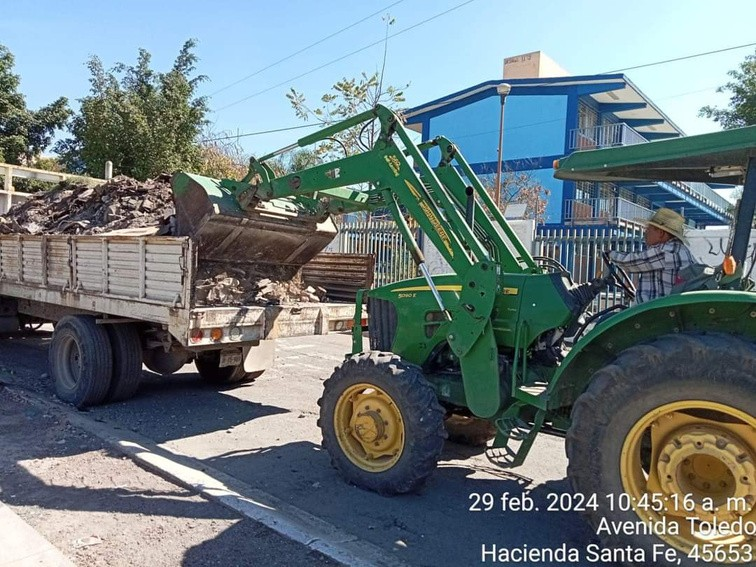 29 feb. 2024 10:45:16 a. m.
Avenida Toledo
Hacienda Santa Fe, 45653